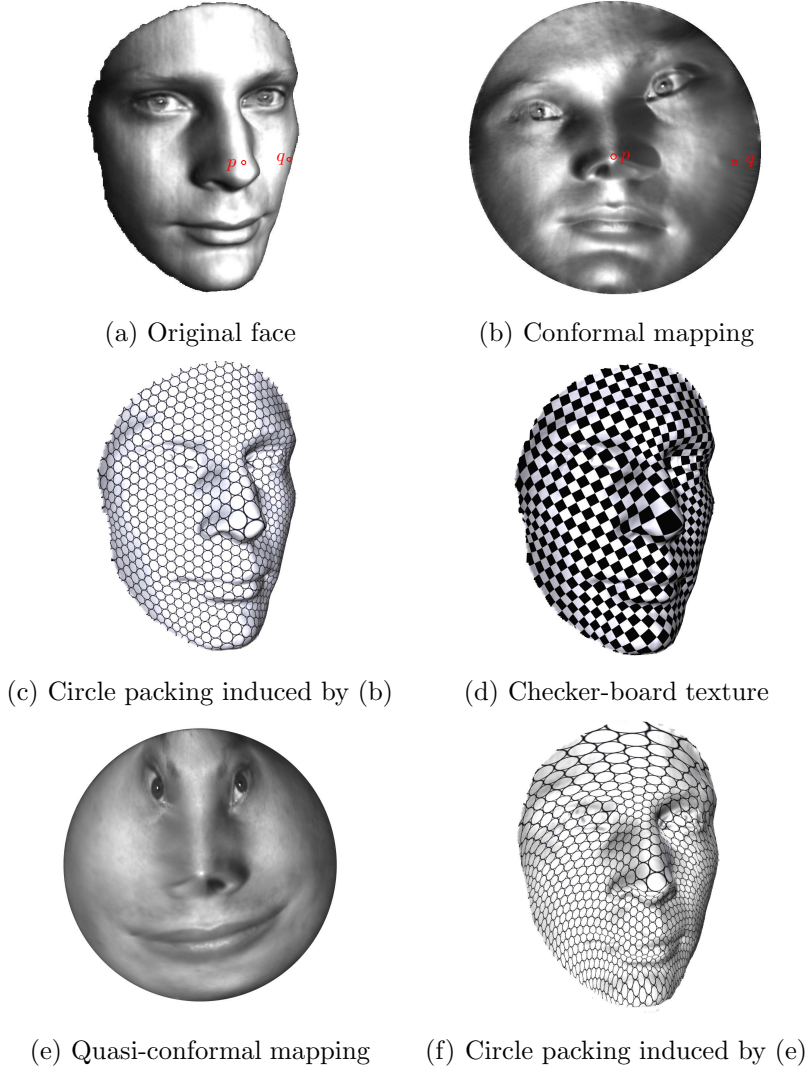 p q
p q
(a) Original face
(b) Conformal mapping
(c) Circle packing induced by (b)
(d) Checker-board texture
(e) Quasi-conformal mapping
(f) Circle packing induced by (e)